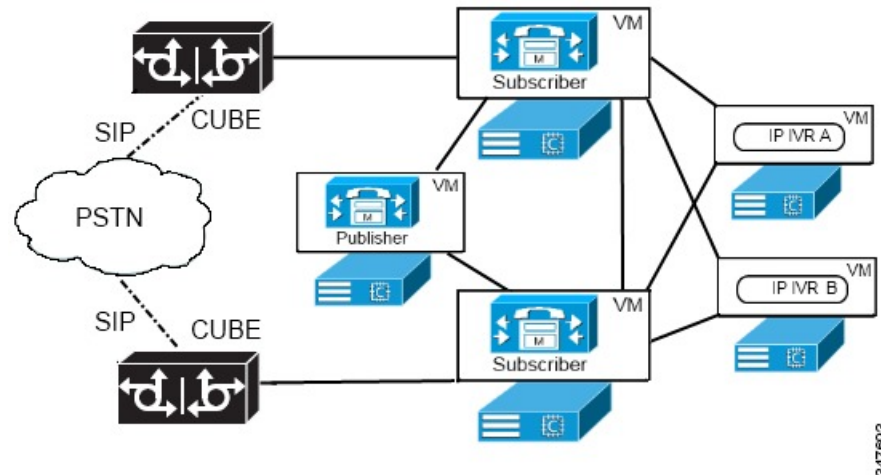 VM
M
Subscriber
C
SIP
CUBE
PSTN
VM
M
Publisher
C
VM
IP IVR A
C
VM
IP IVR B
C
SIP
CUBE
VM
M
Subscriber
C